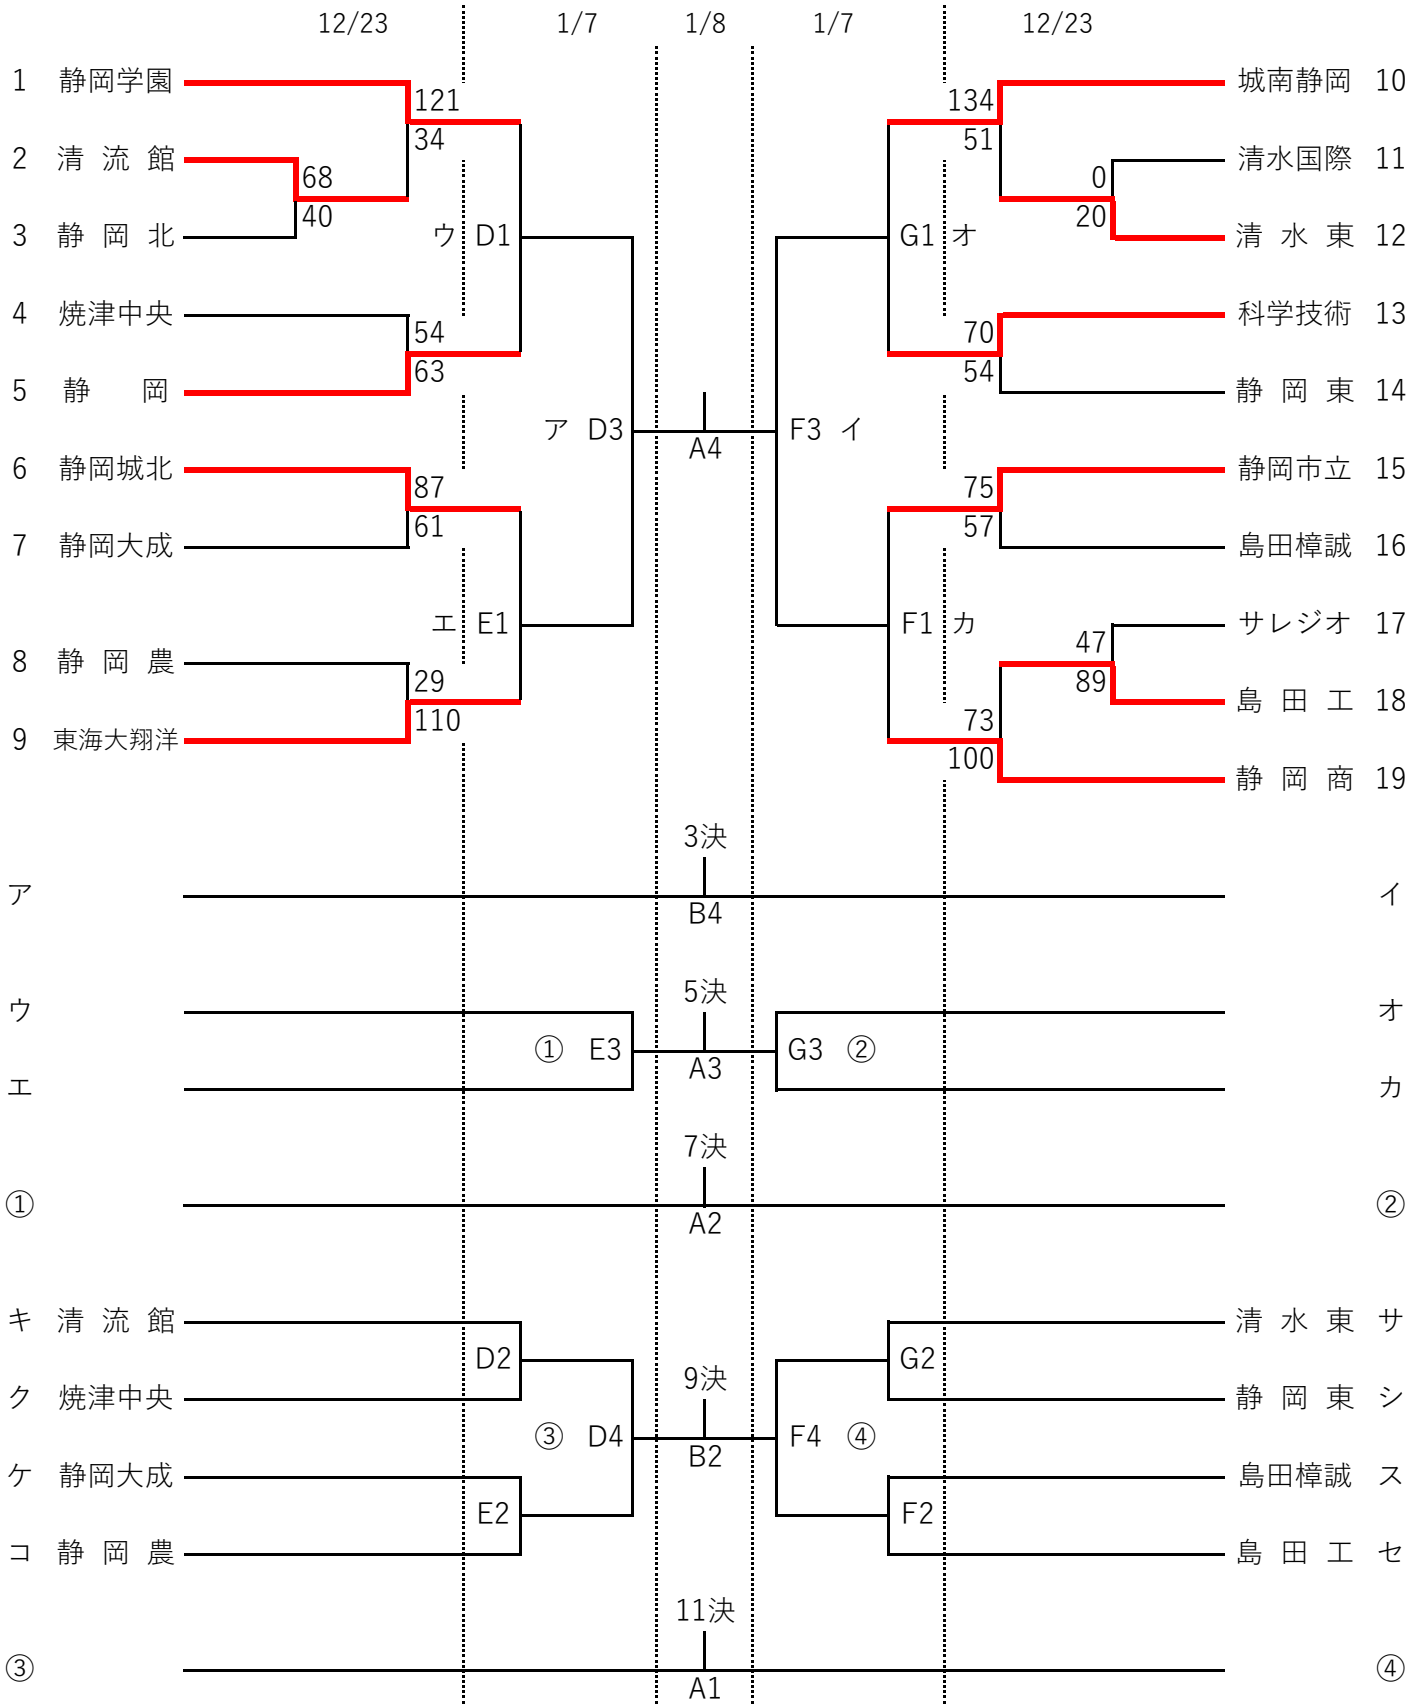 12/23 1/7 1/8 1/7 12/23
1 静岡学園 城南静岡 10
121 134
34 51
2 清流館 清水国際 11
68 0
40 20
3 静岡北 ウ D1 G1 オ 清水東 12
4 焼津中央 科学技術 13
54 70
63 54
5 静岡 静岡東 14
ア D3 A4 F3 イ
6 静岡城北 静岡市立 15
87 75
61 57
7 静岡大成 島田樟誠 16
エ E1 F1 カ サレジオ 17
47
8 静岡農 89
29 島田工 18
110 73
9 東海大翔洋 100
静岡商 19
3決
ア イ
B4
5決
ウ オ
① E3 A3 G3 ②
エ カ
7決
① ②
A2
キ 清流館 清水東 サ
D2 G2
9決
ク 焼津中央 静岡東 シ
③ D4 B2 F4 ④
ケ 静岡大成 島田樟誠 ス
E2 F2
コ 静岡農 島田工 セ
11決
③ ④
A1